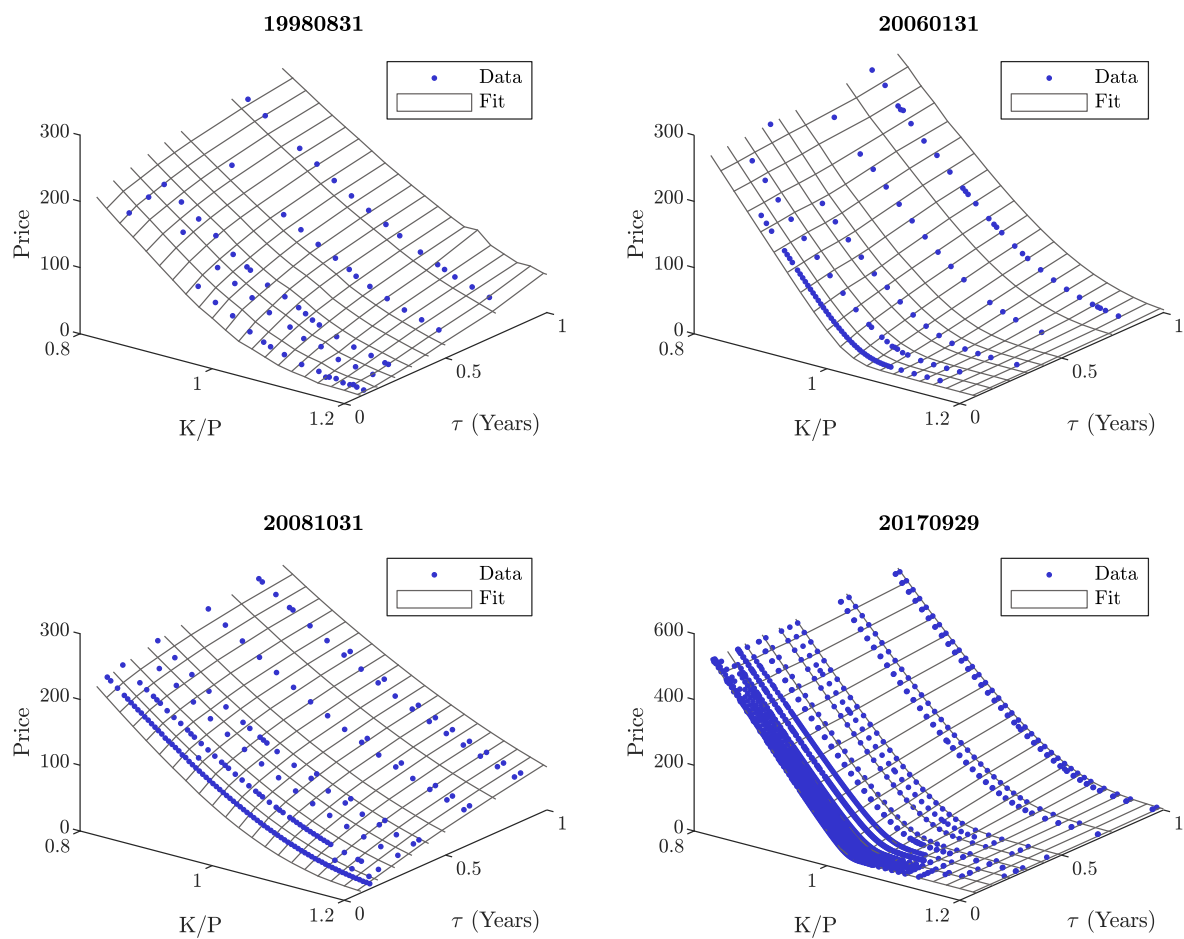 19980831
Data
Fit
300
200
100
0
Price
0.8
1
1.2
K/P
0
0.5
1
τ (Years)
20060131
Data
Fit
300
200
100
0
Price
0.8
1
1.2
K/P
0
0.5
1
τ (Years)
20081031
Data
Fit
300
200
100
0
Price
0.8
1
1.2
K/P
0
0.5
1
τ (Years)
20170929
Data
Fit
600
400
200
0
Price
0.8
1
1.2
K/P
0
0.5
1
τ (Years)